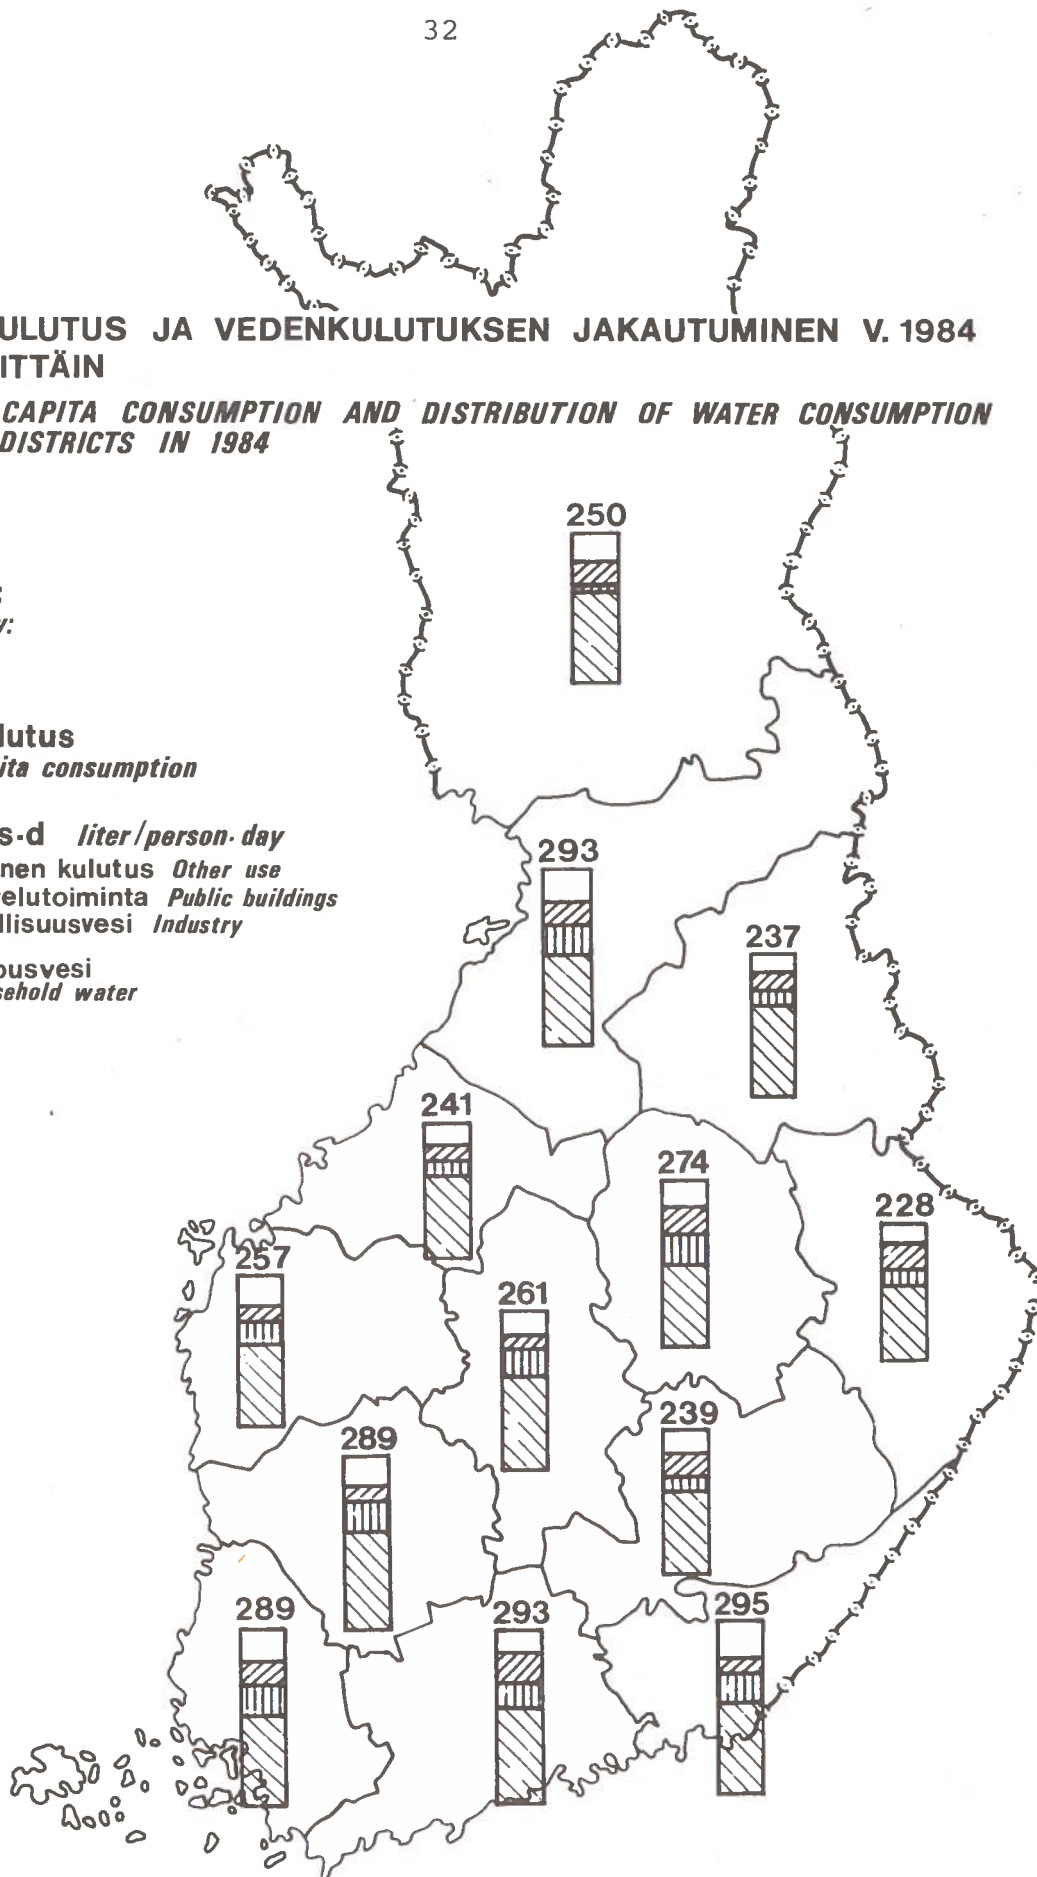 32
ULUTUS JA VEDENKULUTUKSEN JAKAUTUMINEN V. 1984
ITTÄIN
CAPITA CONSUMPTION AND DISTRIBUTION OF WATER CONSUMPTION
DISTRICTS IN 1984
250
lutus
ita consumption
s·d liter/person·day
nen kulutus Other use
elutoiminta Public buildings
llisuusvesi Industry
ousvesi
sehold water
293
237
241
274
228
257
261
239
289
289
293
295